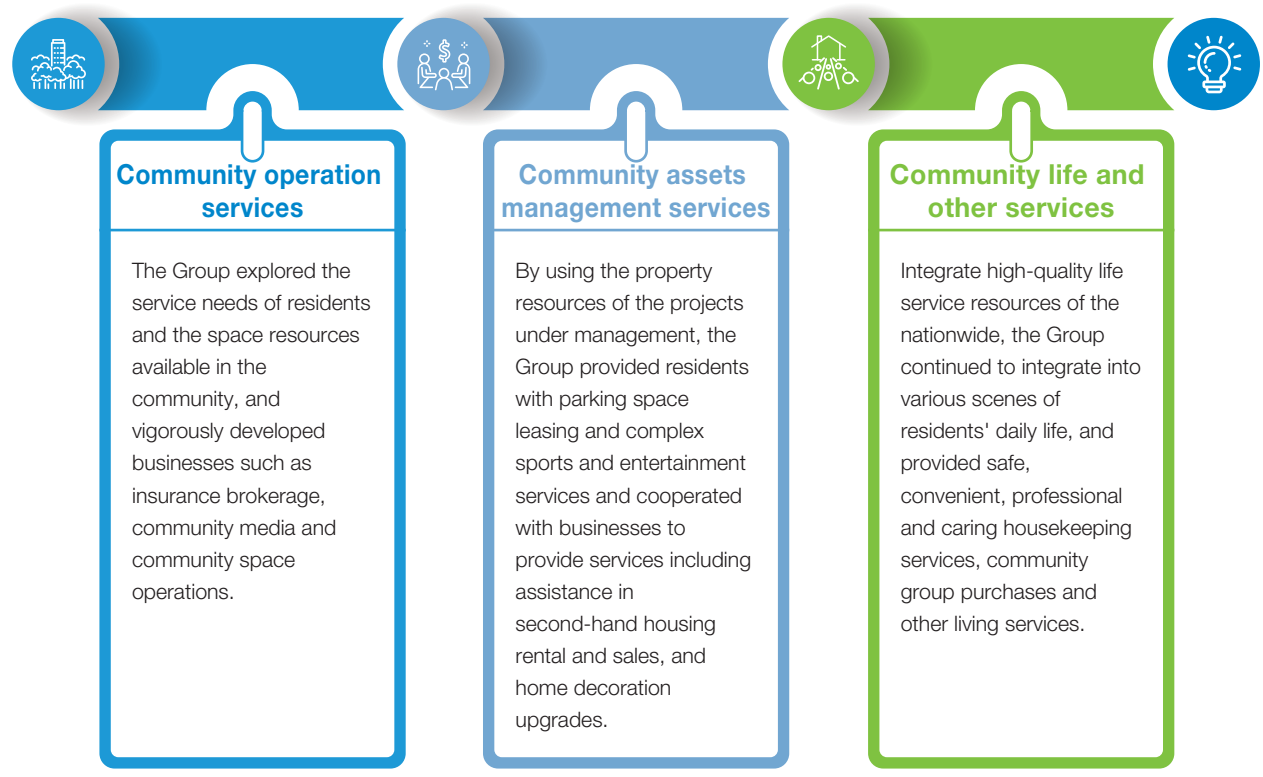 Community operation
services
The Group explored the
service needs of residents
and the space resources
available in the
community, and
vigorously developed
businesses such as
insurance brokerage,
community media and
community space
operations.
Community assets
management services
By using the property
resources of the projects
under management, the
Group provided residents
with parking space
leasing and complex
sports and entertainment
services and cooperated
with businesses to
provide services including
assistance in
second-hand housing
rental and sales, and
home decoration
upgrades.
Community life and
other services
Integrate high-quality life
service resources of the
nationwide, the Group
continued to integrate into
various scenes of
residents' daily life, and
provided safe,
convenient, professional
and caring housekeeping
services, community
group purchases and
other living services.